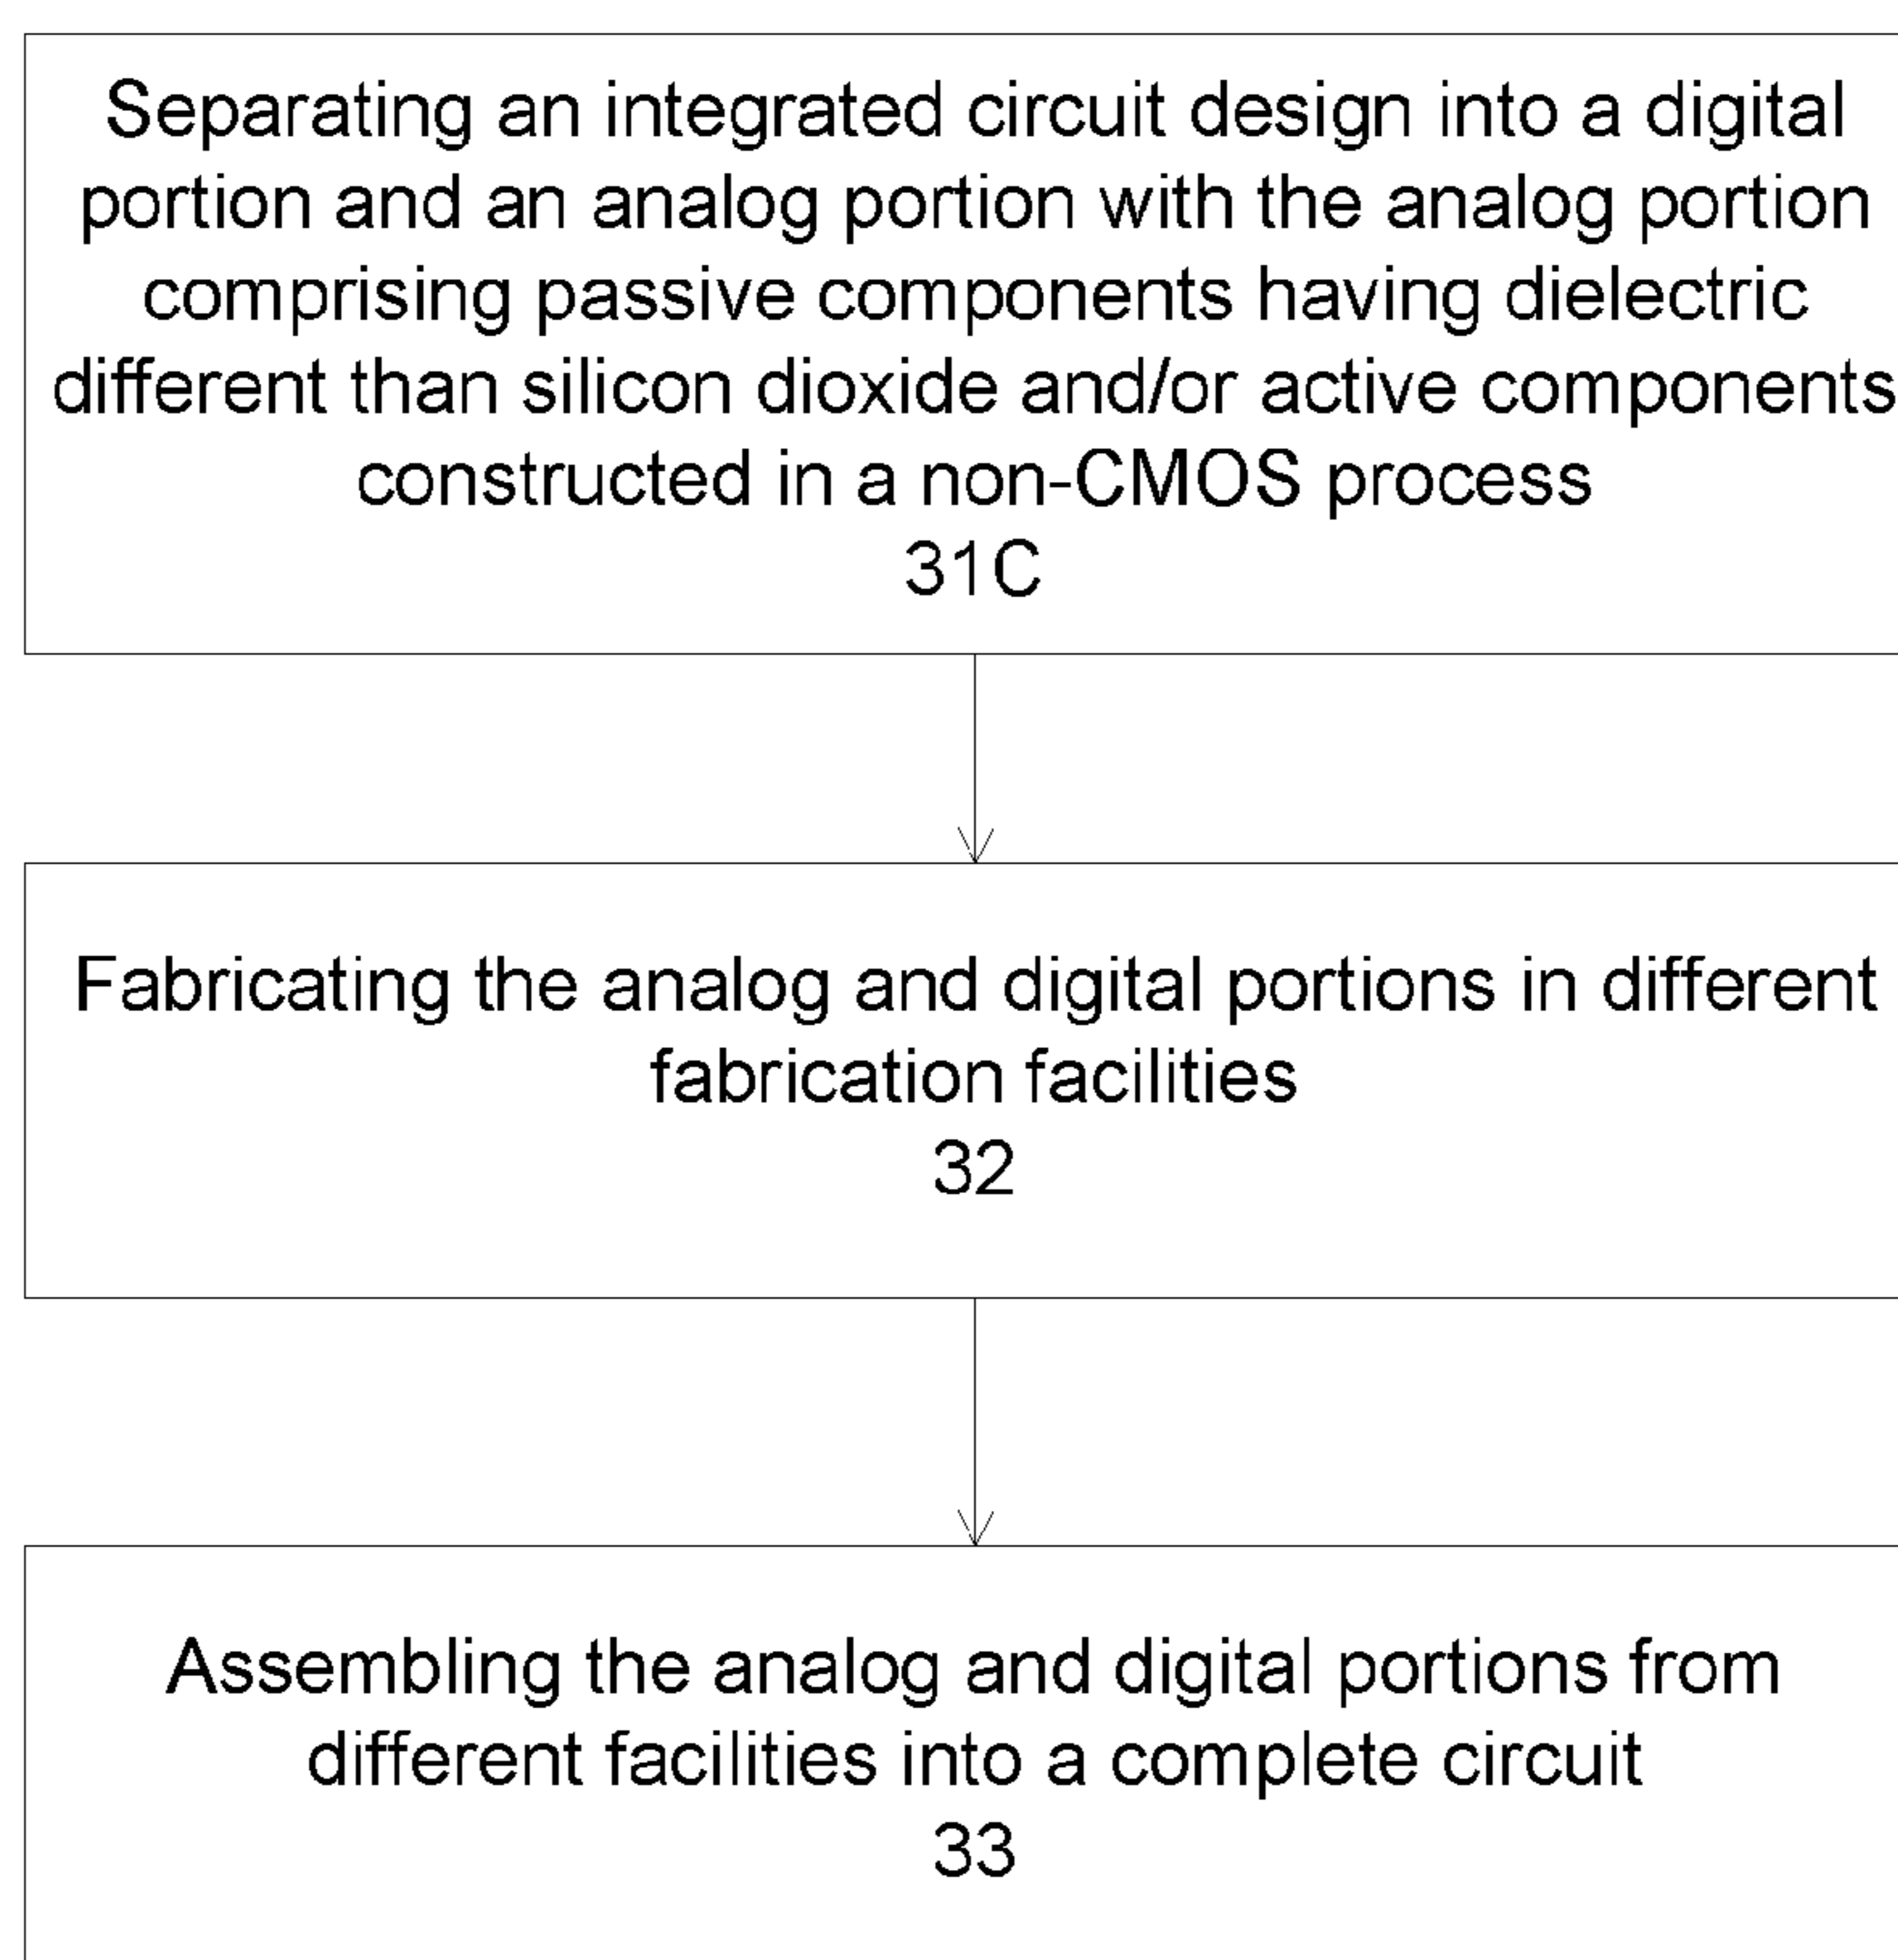 Separating an integrated circuit design into a digital
portion and an analog portion with the analog portion
comprising passive components having dielectric
different than silicon dioxide and/or active components
constructed in a non-CMOS process
31C
Fabricating the analog and digital portions in different
fabrication facilities
32
Assembling the analog and digital portions from
different facilities into a complete circuit
33